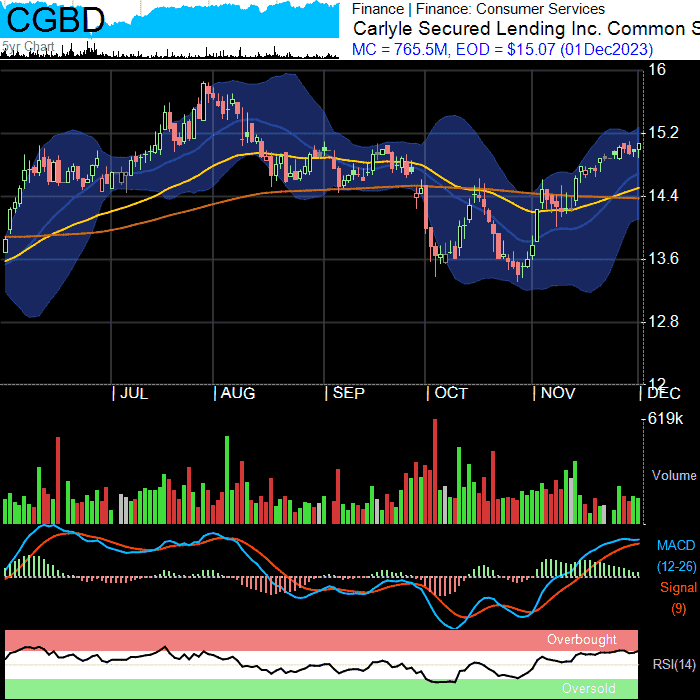 CGBD
5yr Chart
Finance | Finance: Consumer Services
Carlyle Secured Lending Inc. Common S
MC = 765.5M, EOD = $15.07 (01Dec2023)
16
15.2
14.4
13.6
12.8
12
JUL AUG SEP OCT NOV DEC
619k
Volume
MACD
(12-26)
Signal
(9)
Overbought
RSI(14)
Oversold